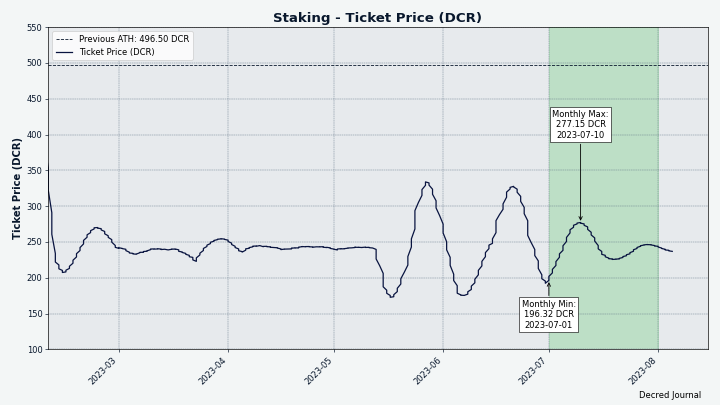 Staking - Ticket Price (DCR)
Previous ATH: 496.50 DCR
Ticket Price (DCR)
Ticket Price (DCR)
550
500
450
400
350
300
250
200
150
100
Monthly Max:
277.15 DCR
2023-07-10
Monthly Min:
196.32 DCR
2023-07-01
2023-03
2023-04
2023-05
2023-06
2023-07
2023-08
Decred Journal